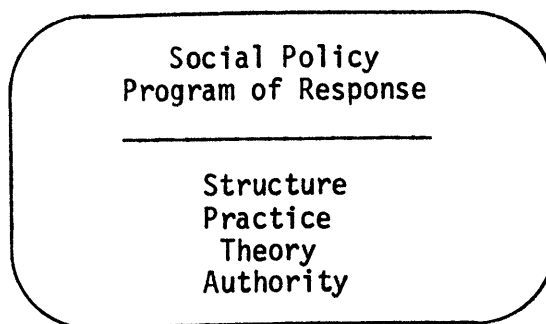 Social Policy
Program of Response
Structure
Practice
Theory
Authority